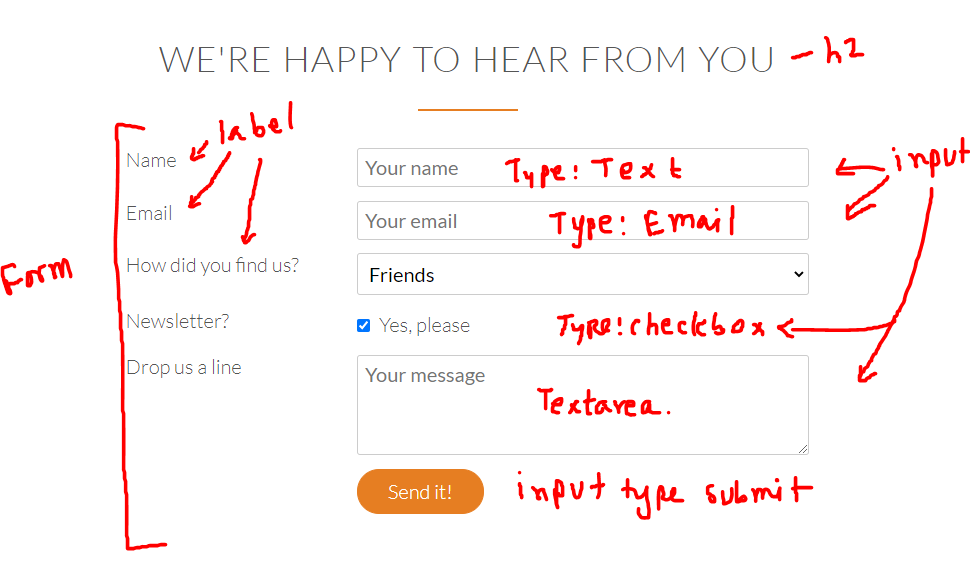 WE'RE HAPPY TO HEAR FROM YOU - h2
label
Name
Your name Type: Text
input
Email
Your email Type: Email
Form
How did you find us?
Friends
Newsletter?
Yes, please Type: checkbox
Drop us a line
Your message
Textarea.
Send it! input type submit